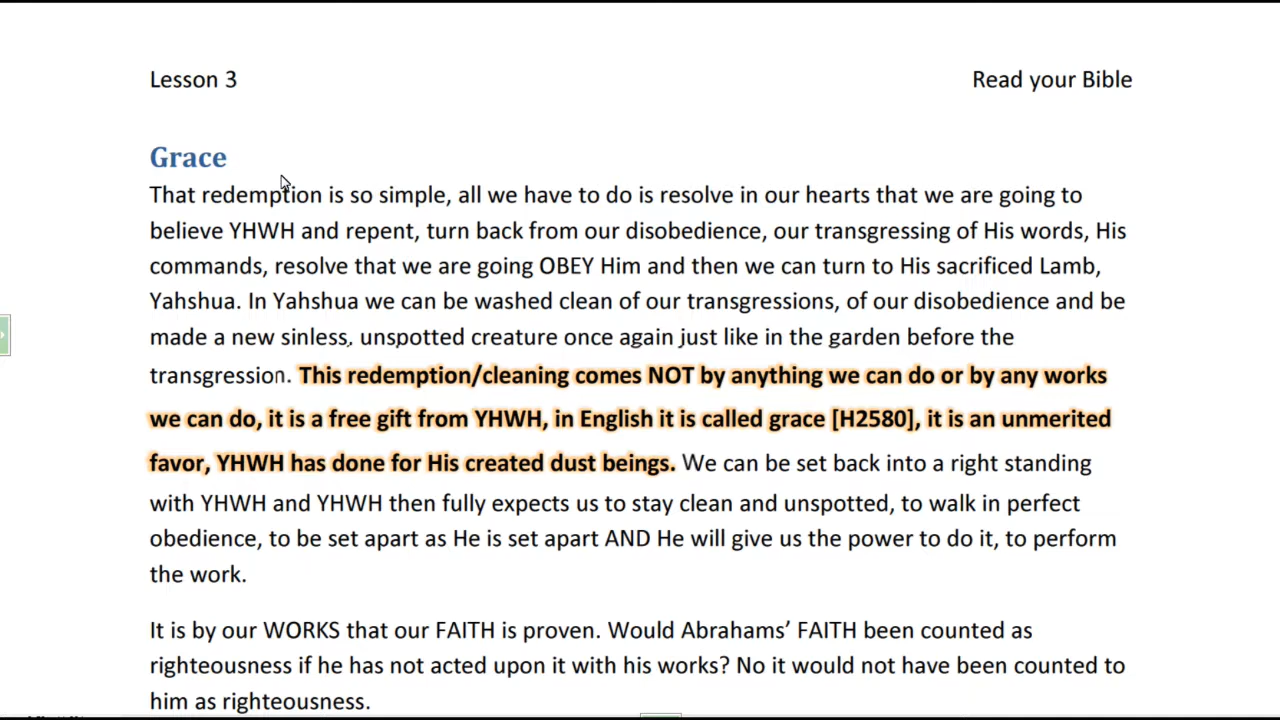 Lesson 3
Read your Bible
Grace
That redemption is so simple, all we have to do is resolve in our hearts that we are going to
believe YHWH and repent, turn back from our disobedience, our transgressing of His words, His
commands, resolve that we are going OBEY Him and then we can turn to His sacrificed Lamb,
Yahshua. In Yahshua we can be washed clean of our transgressions, of our disobedience and be
made a new sinless, unspotted creature once again just like in the garden before the
transgression. This redemption/cleaning comes NOT by anything we can do or by any works
we can do, it is a free gift from YHWH, in English it is called grace [H2580], it is an unmerited
favor, YHWH has done for His created dust beings. We can be set back into a right standing
with YHWH and YHWH then fully expects us to stay clean and unspotted, to walk in perfect
obedience, to be set apart as He is set apart AND He will give us the power to do it, to perform
the work.
It is by our WORKS that our FAITH is proven. Would Abrahams’ FAITH been counted as
righteousness if he has not acted upon it with his works? No it would not have been counted to
him as righteousness.